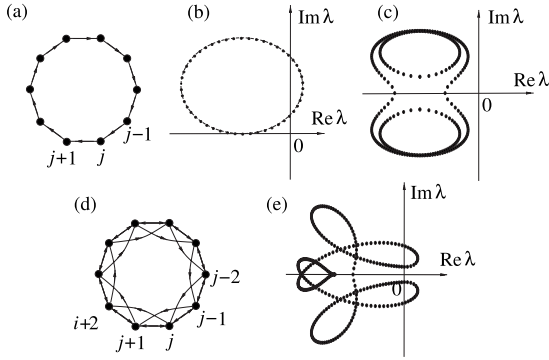 (a)
j+1
j
j−1
(b)
Im λ
Re λ
0
(c)
Im λ
Re λ
0
(d)
j−2
j−1
j
j+1
i+2
(e)
Im λ
Re λ
0